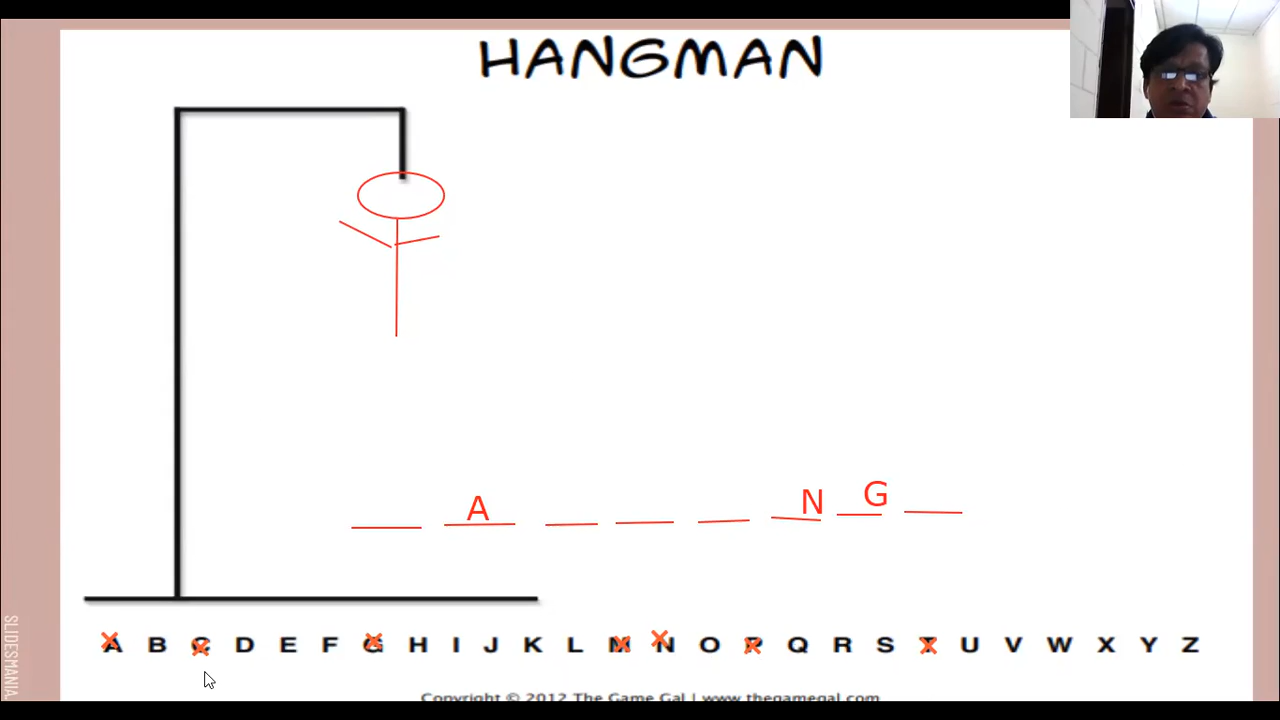 HANGMAN
A N G
A B C D E F G H I J K L M N O P Q R S T U V W X Y Z
Copyright © 2012 The Game Gal | www.thegamegal.com
SLIDESMANIA.